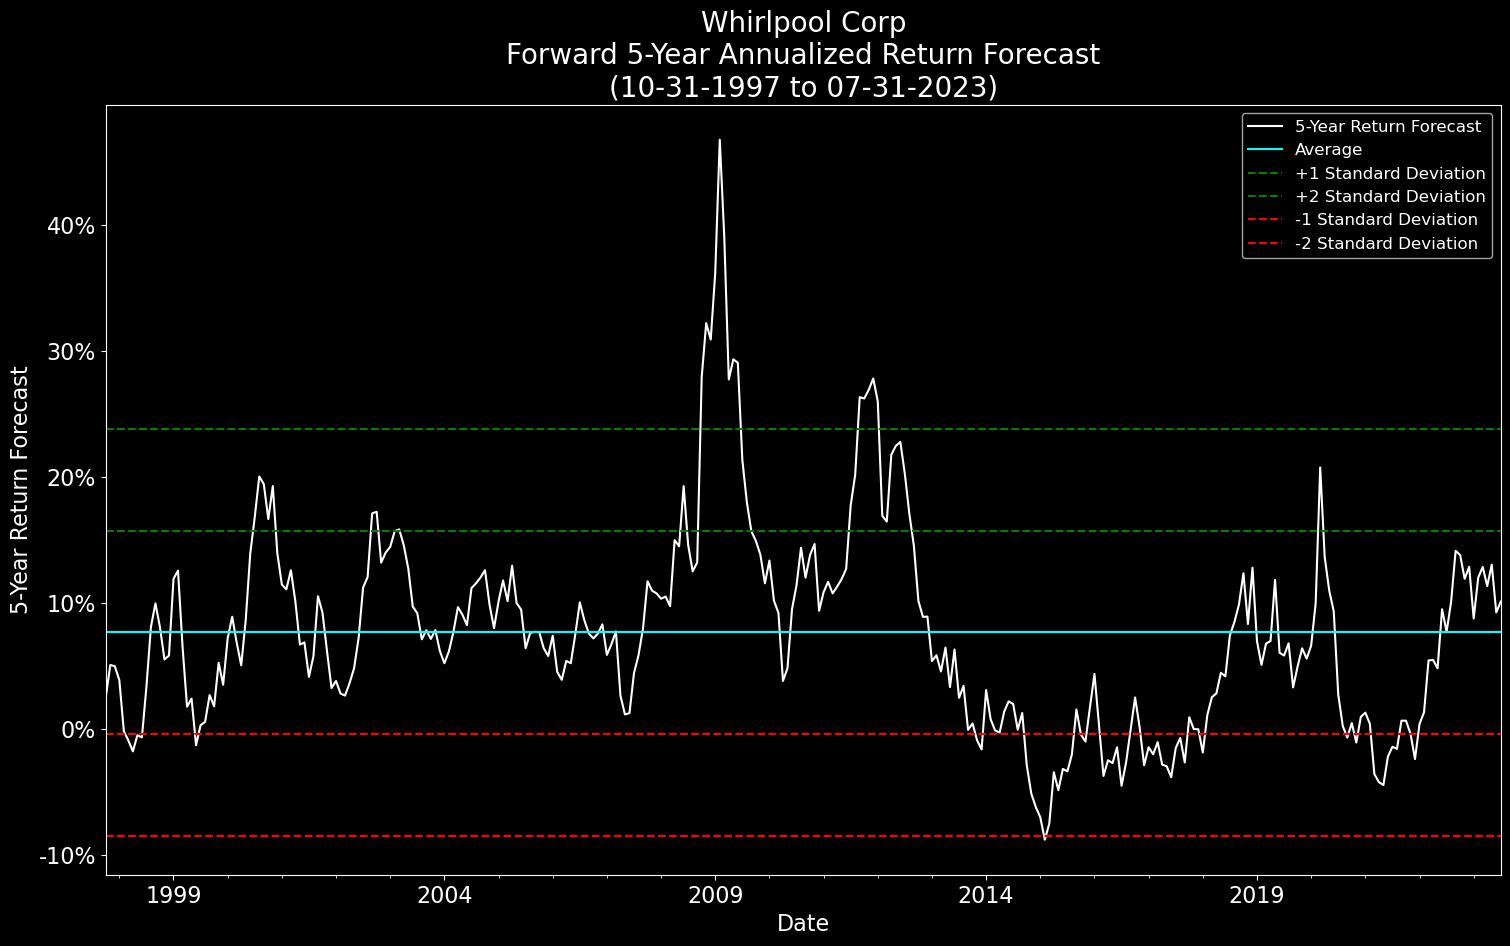 Whirlpool Corp
Forward 5-Year Annualized Return Forecast
(10-31-1997 to 07-31-2023)
5-Year Return Forecast
Average
+1 Standard Deviation
+2 Standard Deviation
-1 Standard Deviation
-2 Standard Deviation
5-Year Return Forecast
40%
30%
20%
10%
0%
-10%
1999
2004
2009
2014
2019
Date